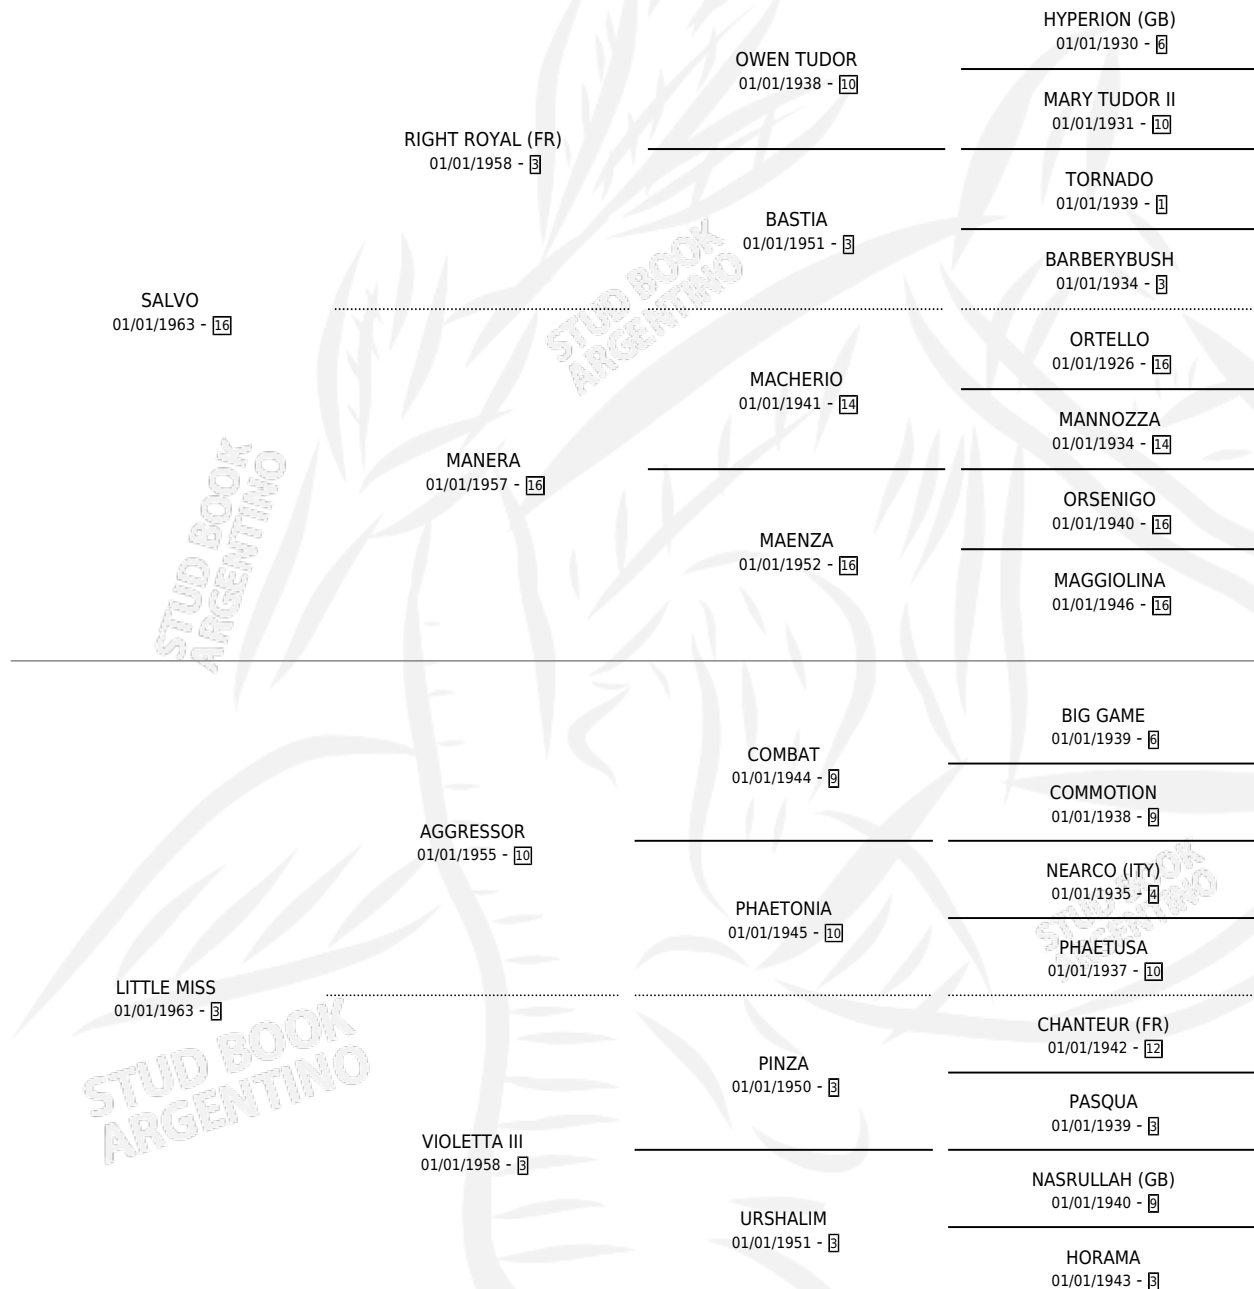 HYPERION (GB)
01/01/1930 - 6
OWEN TUDOR
01/01/1938 - 10
MARY TUDOR II
01/01/1931 - 10
RIGHT ROYAL (FR)
01/01/1958 - 3
TORNADO
01/01/1939 - 1
BASTIA
01/01/1951 - 3
BARBERYBUSH
01/01/1934 - 3
SALVO
01/01/1963 - 16
ORTELLO
01/01/1926 - 16
MACHERIO
01/01/1941 - 14
MANNOZZA
01/01/1934 - 14
MANERA
01/01/1957 - 16
ORSENIGO
01/01/1940 - 16
MAENZA
01/01/1952 - 16
MAGGIOLINA
01/01/1946 - 16
BIG GAME
01/01/1939 - 6
COMBAT
01/01/1944 - 9
COMMOTION
01/01/1938 - 9
AGGRESSOR
01/01/1955 - 10
NEARCO (ITY)
01/01/1935 - 4
PHAETONIA
01/01/1945 - 10
PHAETUSA
01/01/1937 - 10
LITTLE MISS
01/01/1963 - 3
CHANTEUR (FR)
01/01/1942 - 12
PINZA
01/01/1950 - 3
PASQUA
01/01/1939 - 3
VIOLETTA III
01/01/1958 - 3
NASRULLAH (GB)
01/01/1940 - 9
URSHALIM
01/01/1951 - 3
HORAMA
01/01/1943 - 3
STUD BOOK
ARGENTINO
STUD BOOK
ARGENTINO
STUD BOOK
ARGENTINO
STUD BOOK
ARGENTINO